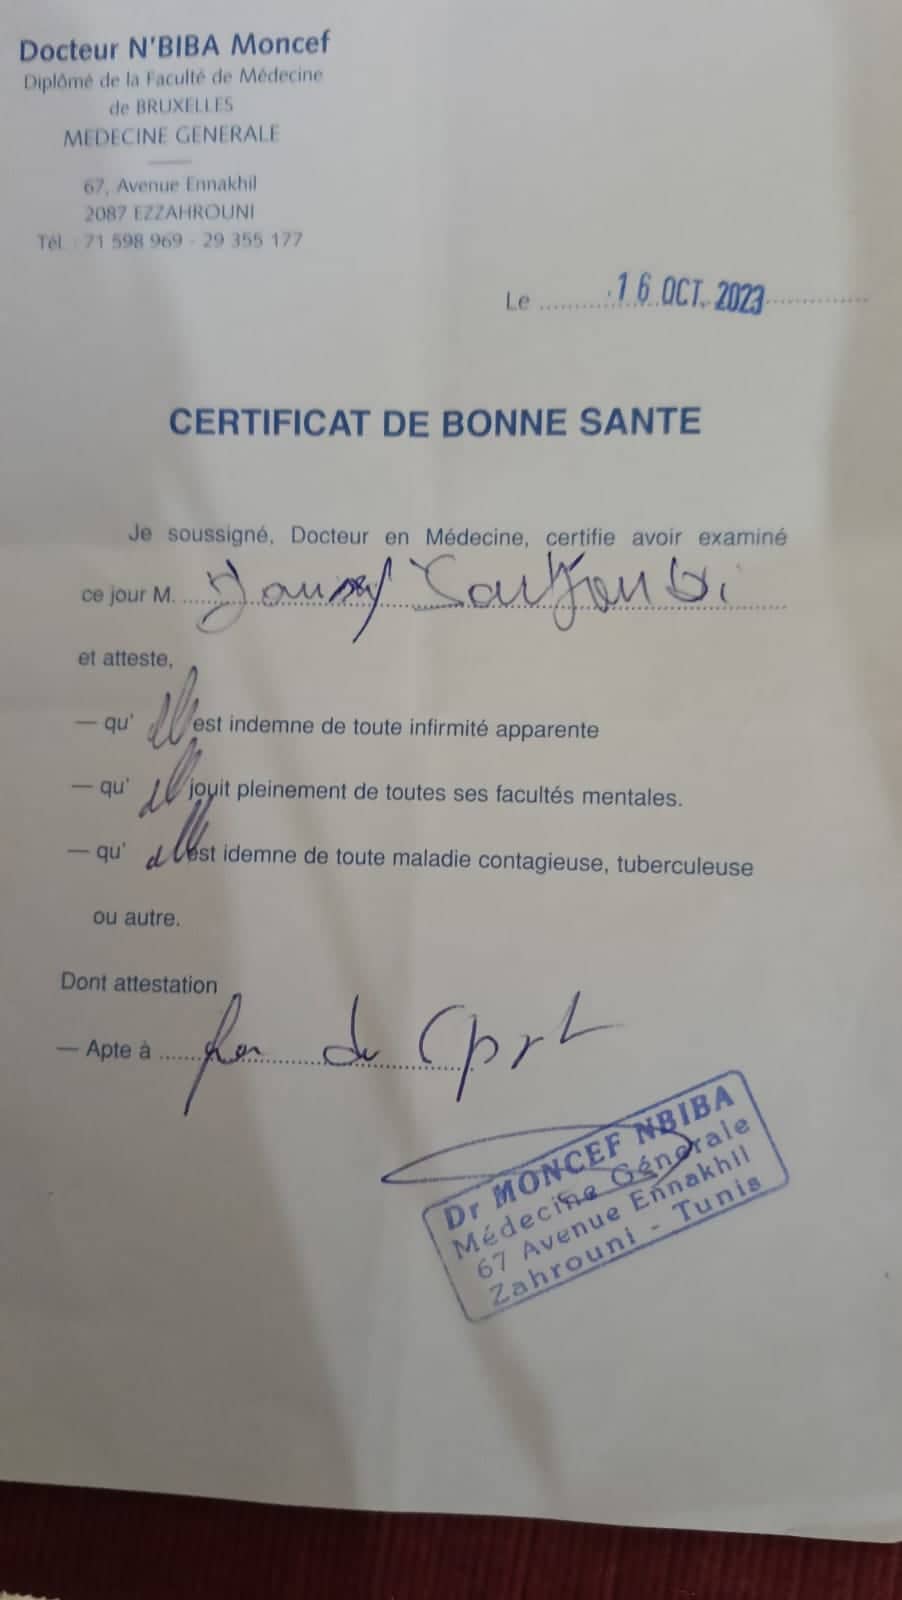 Docteur N'BIBA Moncef
Diplômé de la Faculté de Médecine
de BRUXELLES
MEDECINE GENERALE
67, Avenue Ennakhil
2087 EZZAHROUNI
Tél. : 71 598 969 - 29 355 177
Le 16 OCT. 2023
CERTIFICAT DE BONNE SANTE
Je soussigné, Docteur en Médecine, certifie avoir examiné
ce jour M.
et atteste,
— qu' il est indemne de toute infirmité apparente
— qu' il jouit pleinement de toutes ses facultés mentales.
— qu' il est idemne de toute maladie contagieuse, tuberculeuse
ou autre.
Dont attestation
— Apte à du
Dr MONCEF NBIBA
Médecine Générale
67 Avenue Ennakhil
Zahrouni - Tunis